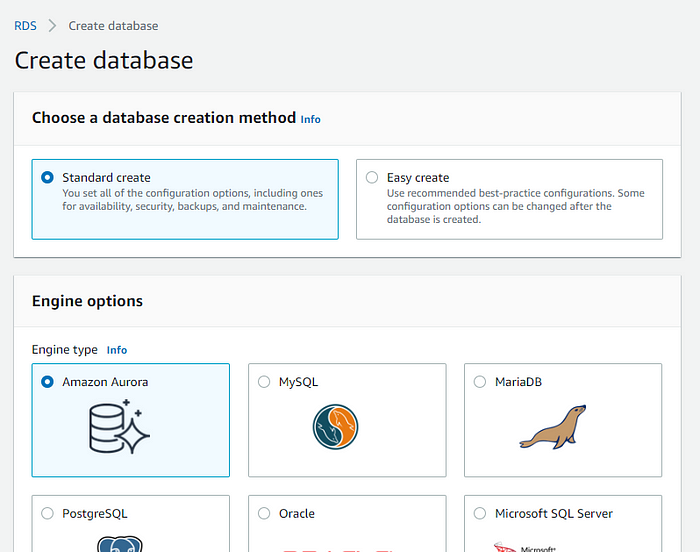 RDS > Create database
Create database
Choose a database creation method Info
Standard create
You set all of the configuration options, including ones
for availability, security, backups, and maintenance.
Easy create
Use recommended best-practice configurations. Some
configuration options can be changed after the
database is created.
Engine options
Engine type Info
Amazon Aurora
MySQL
MariaDB
PostgreSQL
Oracle
Microsoft SQL Server
Microsoft®